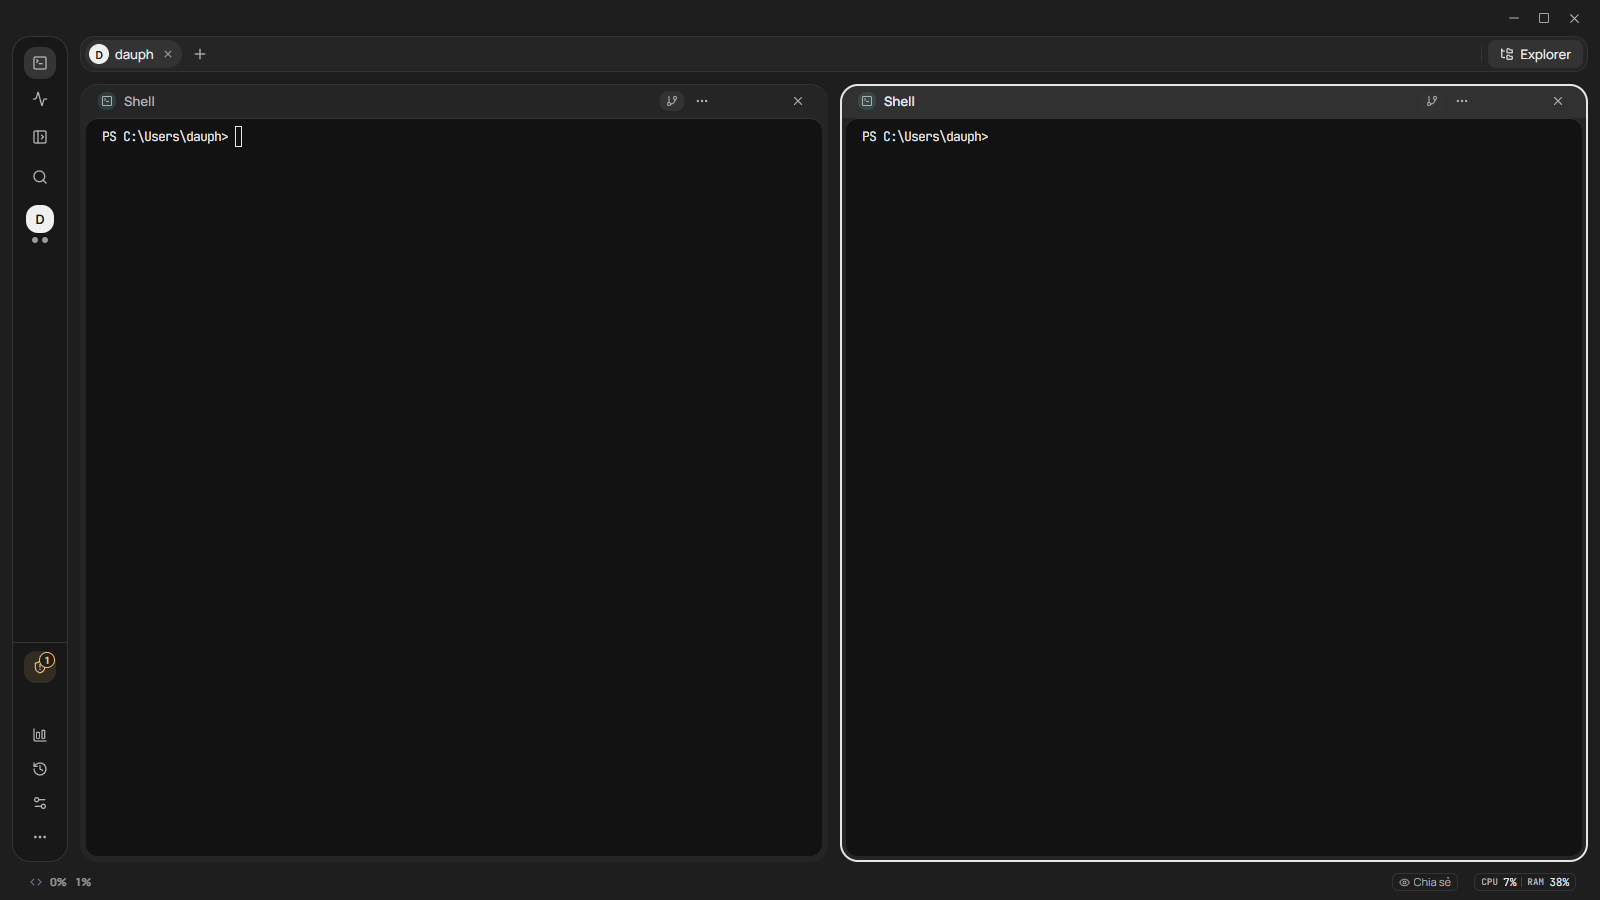 D dauph
Explorer
Shell
PS C:\Users\dauph>
Shell
PS C:\Users\dauph>
D
1
0% 1%
Chia sẻ
CPU 7% RAM 38%